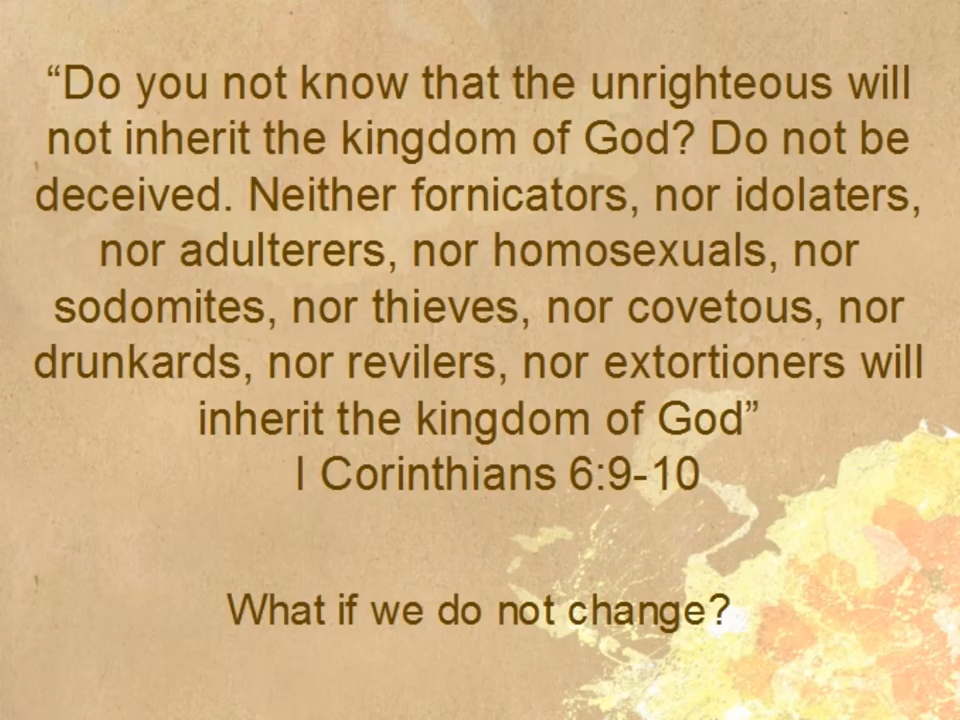 “Do you not know that the unrighteous will
not inherit the kingdom of God? Do not be
deceived. Neither fornicators, nor idolaters,
nor adulterers, nor homosexuals, nor
sodomites, nor thieves, nor covetous, nor
drunkards, nor revilers, nor extortioners will
inherit the kingdom of God”
I Corinthians 6:9-10
What if we do not change?